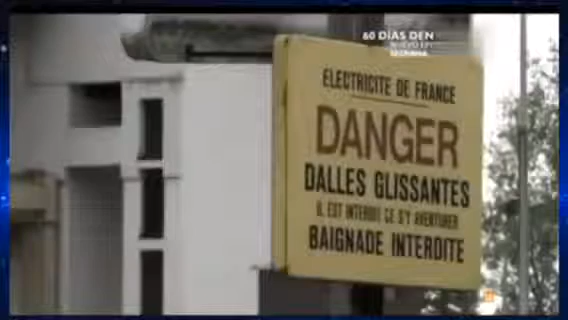 60 DÍAS DEN
ELECTRICITE DE FRANCE
DANGER
DALLES GLISSANTES
IL EST INTERDIT DE S'Y AVENTURER
BAIGNADE INTERDITE